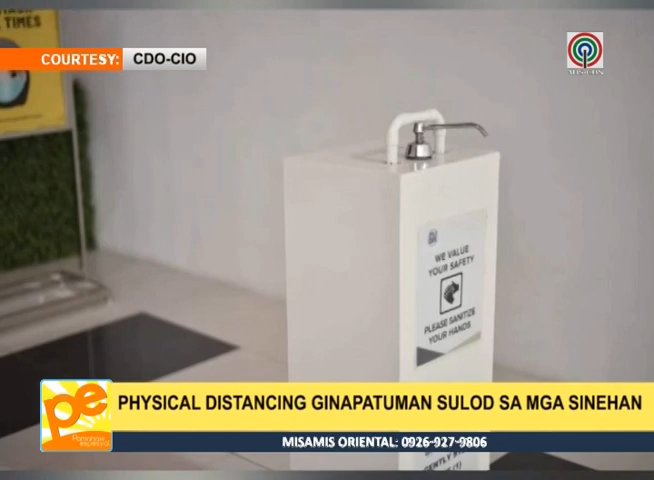 TIMES
COURTESY: CDO-CIO
WE VALUE
YOUR SAFETY
PLEASE SANITIZE
YOUR HANDS
pe
PHYSICAL DISTANCING GINAPATUMAN SULOD SA MGA SINEHAN
MISAMIS ORIENTAL: 0926-927-9806